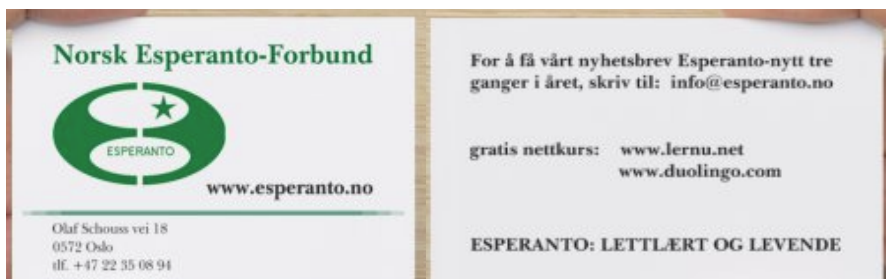 Norsk Esperanto-Forbund
ESPERANTO
www.esperanto.no
Olaf Schouss vei 18
0572 Oslo
tlf. +47 22 35 08 94
For å få vårt nyhetsbrev Esperanto-nytt tre
ganger i året, skriv til: info@esperanto.no
gratis nettkurs: www.lernu.net
www.duolingo.com
ESPERANTO: LETTLÆRT OG LEVENDE